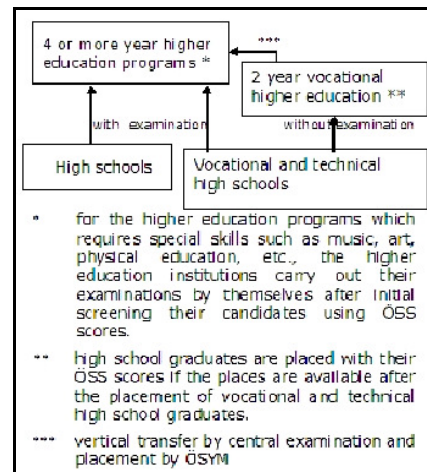 4 or more year higher
education programs *
***
2 year vocational
higher education **
with examination
without examination
High schools
Vocational and technical
high schools
* for the higher education programs which
requires special skills such as music, art,
physical education, etc., the higher
education institutions carry out their
examinations by themselves after initial
screening their candidates using ÖSS
scores.
** high school graduates are placed with their
ÖSS scores if the places are available after
the placement of vocational and technical
high school graduates.
*** vertical transfer by central examination and
placement by ÖSYM